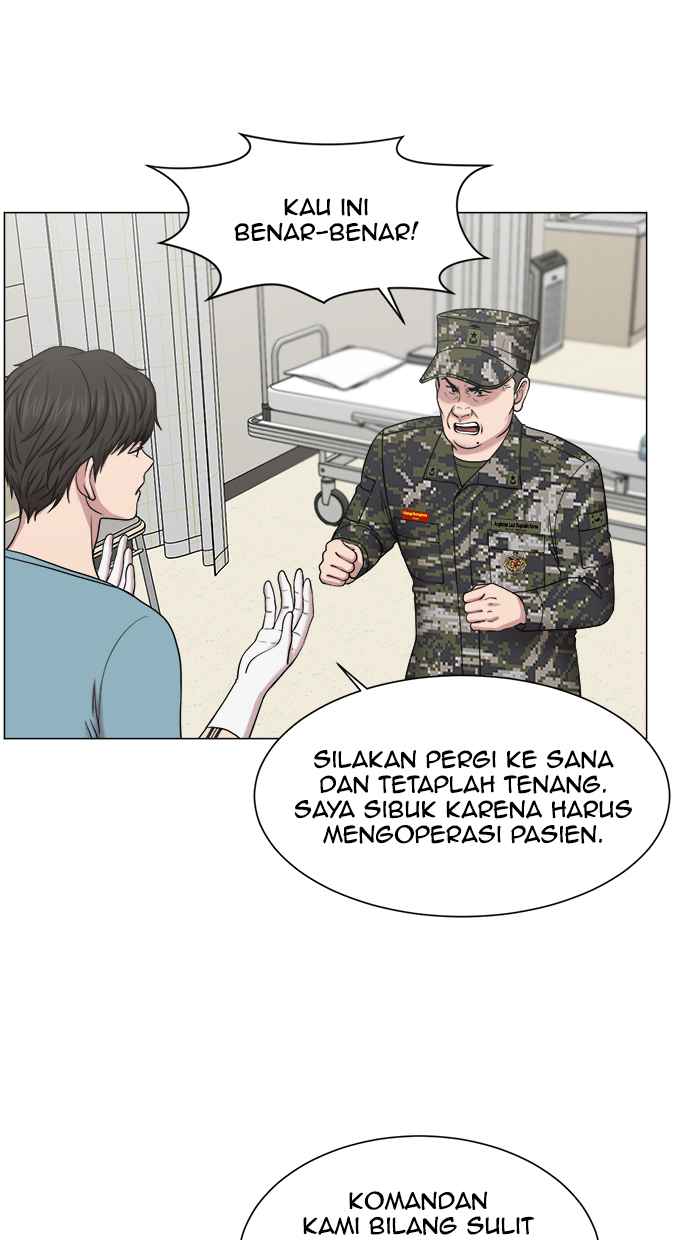 KAU INI
BENAR-BENAR!
SILAKAN PERGI KE SANA
DAN TETAPLAH TENANG.
SAYA SIBUK KARENA HARUS
MENGOPERASI PASIEN.
KOMANDAN
KAMI BILANG SULIT